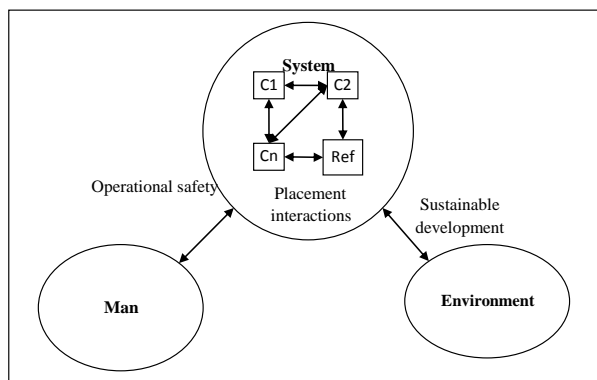 System
C1
C2
Cn
Ref
Placement
interactions
Operational safety
Sustainable
development
Man
Environment